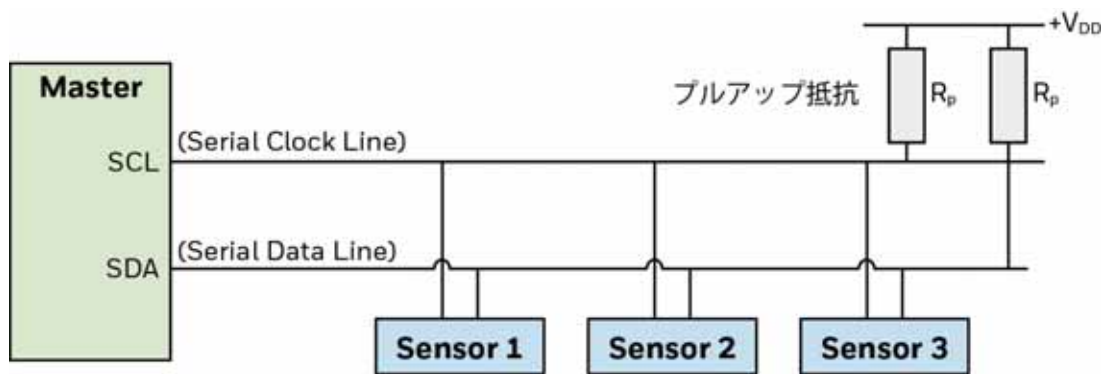 +V_DD
Master
プルアップ抵抗
Rₚ
Rₚ
(Serial Clock Line)
SCL
(Serial Data Line)
SDA
Sensor 1
Sensor 2
Sensor 3